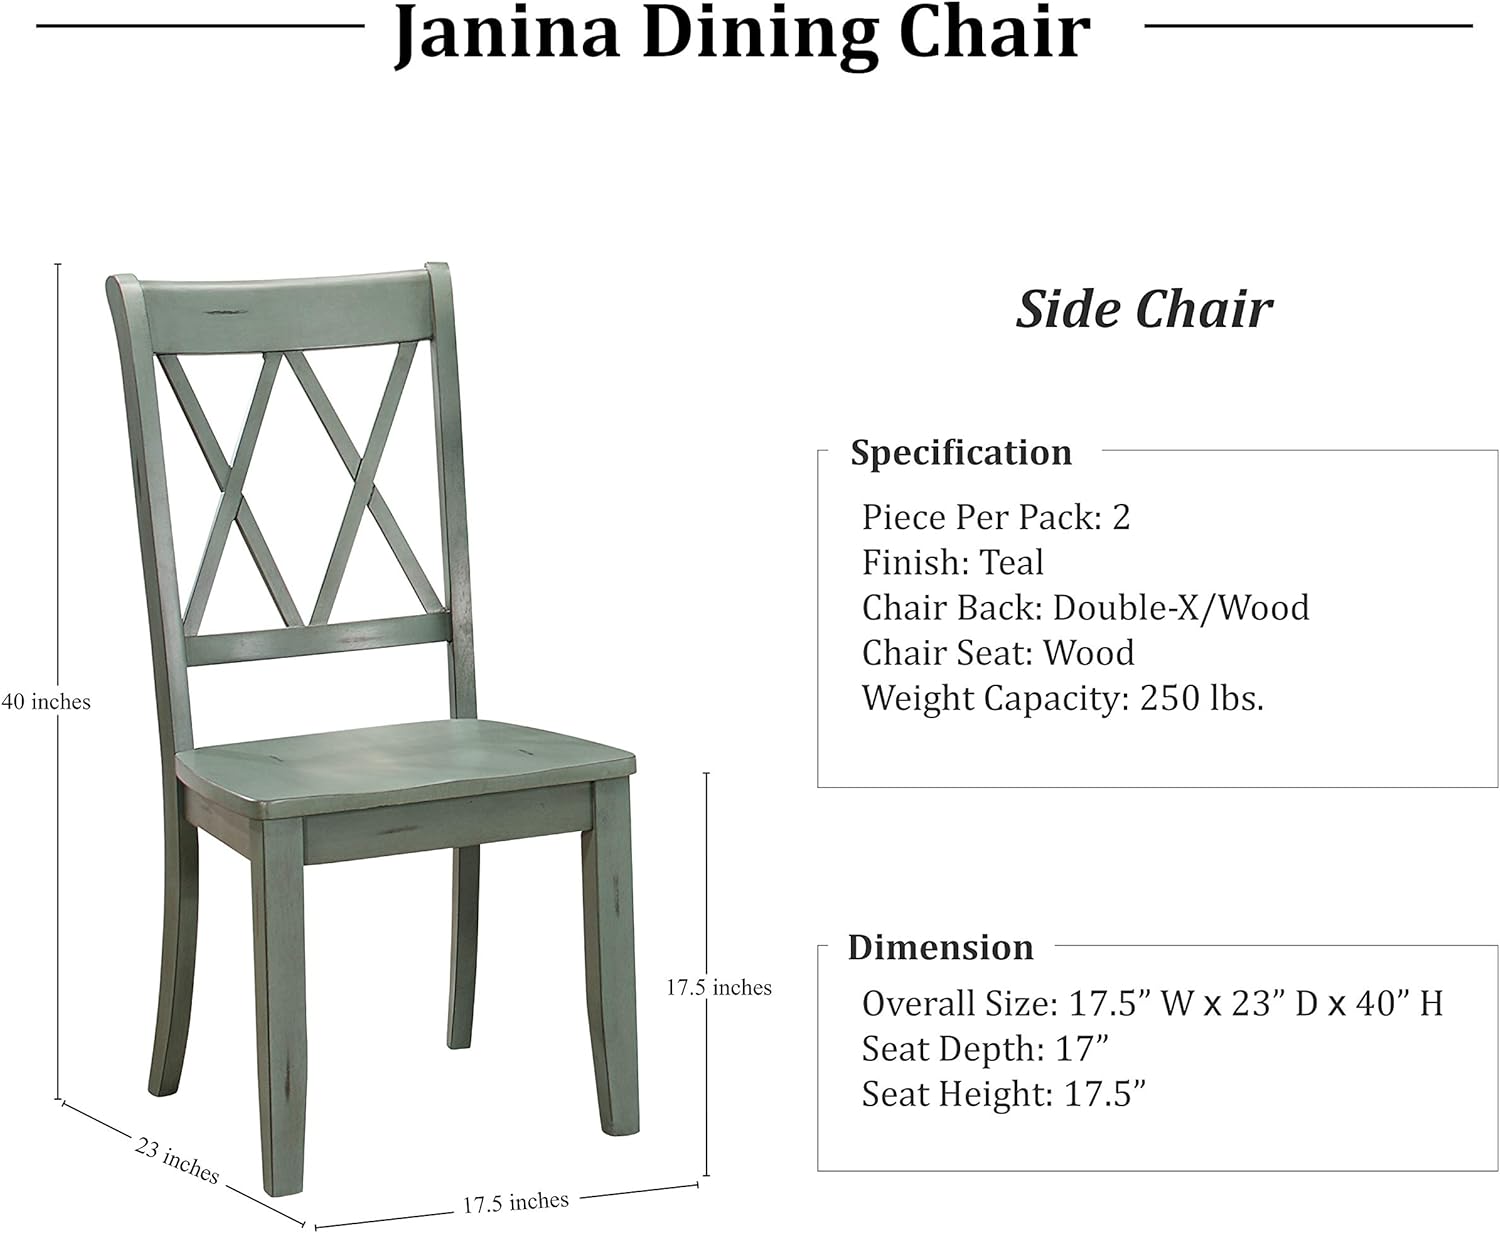 Janina Dining Chair
Side Chair
Specification
Piece Per Pack: 2
Finish: Teal
Chair Back: Double-X/Wood
Chair Seat: Wood
Weight Capacity: 250 lbs.
40 inches
17.5 inches
Dimension
Overall Size: 17.5” W x 23” D x 40” H
Seat Depth: 17”
Seat Height: 17.5”
23 inches
17.5 inches